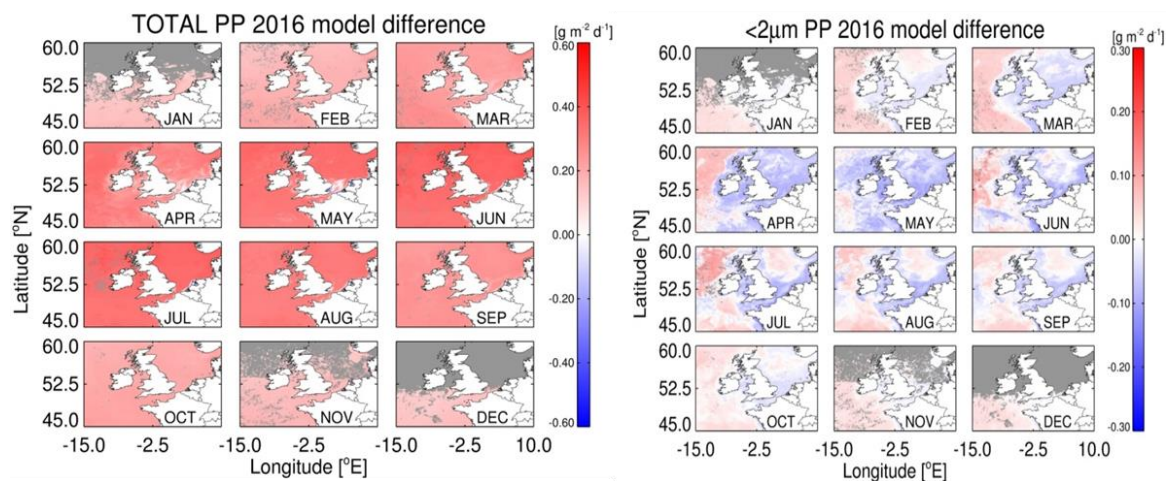 TOTAL PP 2016 model difference
[g m-2 d-1]
60.0
52.5
45.0
JAN
FEB
MAR
60.0
52.5
45.0
APR
MAY
JUN
60.0
52.5
45.0
JUL
AUG
SEP
60.0
52.5
45.0
OCT
NOV
DEC
-15.0 -2.5 -15.0 -2.5 -15.0 -2.5 10.0
Longitude [oE]
Latitude [oN]
0.60
0.40
0.20
0.00
-0.20
-0.40
-0.60
<2μm PP 2016 model difference
[g m-2 d-1]
60.0
52.5
45.0
JAN
FEB
MAR
60.0
52.5
45.0
APR
MAY
JUN
60.0
52.5
45.0
JUL
AUG
SEP
60.0
52.5
45.0
OCT
NOV
DEC
-15.0 -2.5 -15.0 -2.5 -15.0 -2.5 10.0
Longitude [oE]
Latitude [oN]
0.30
0.20
0.10
0.00
-0.10
-0.20
-0.30